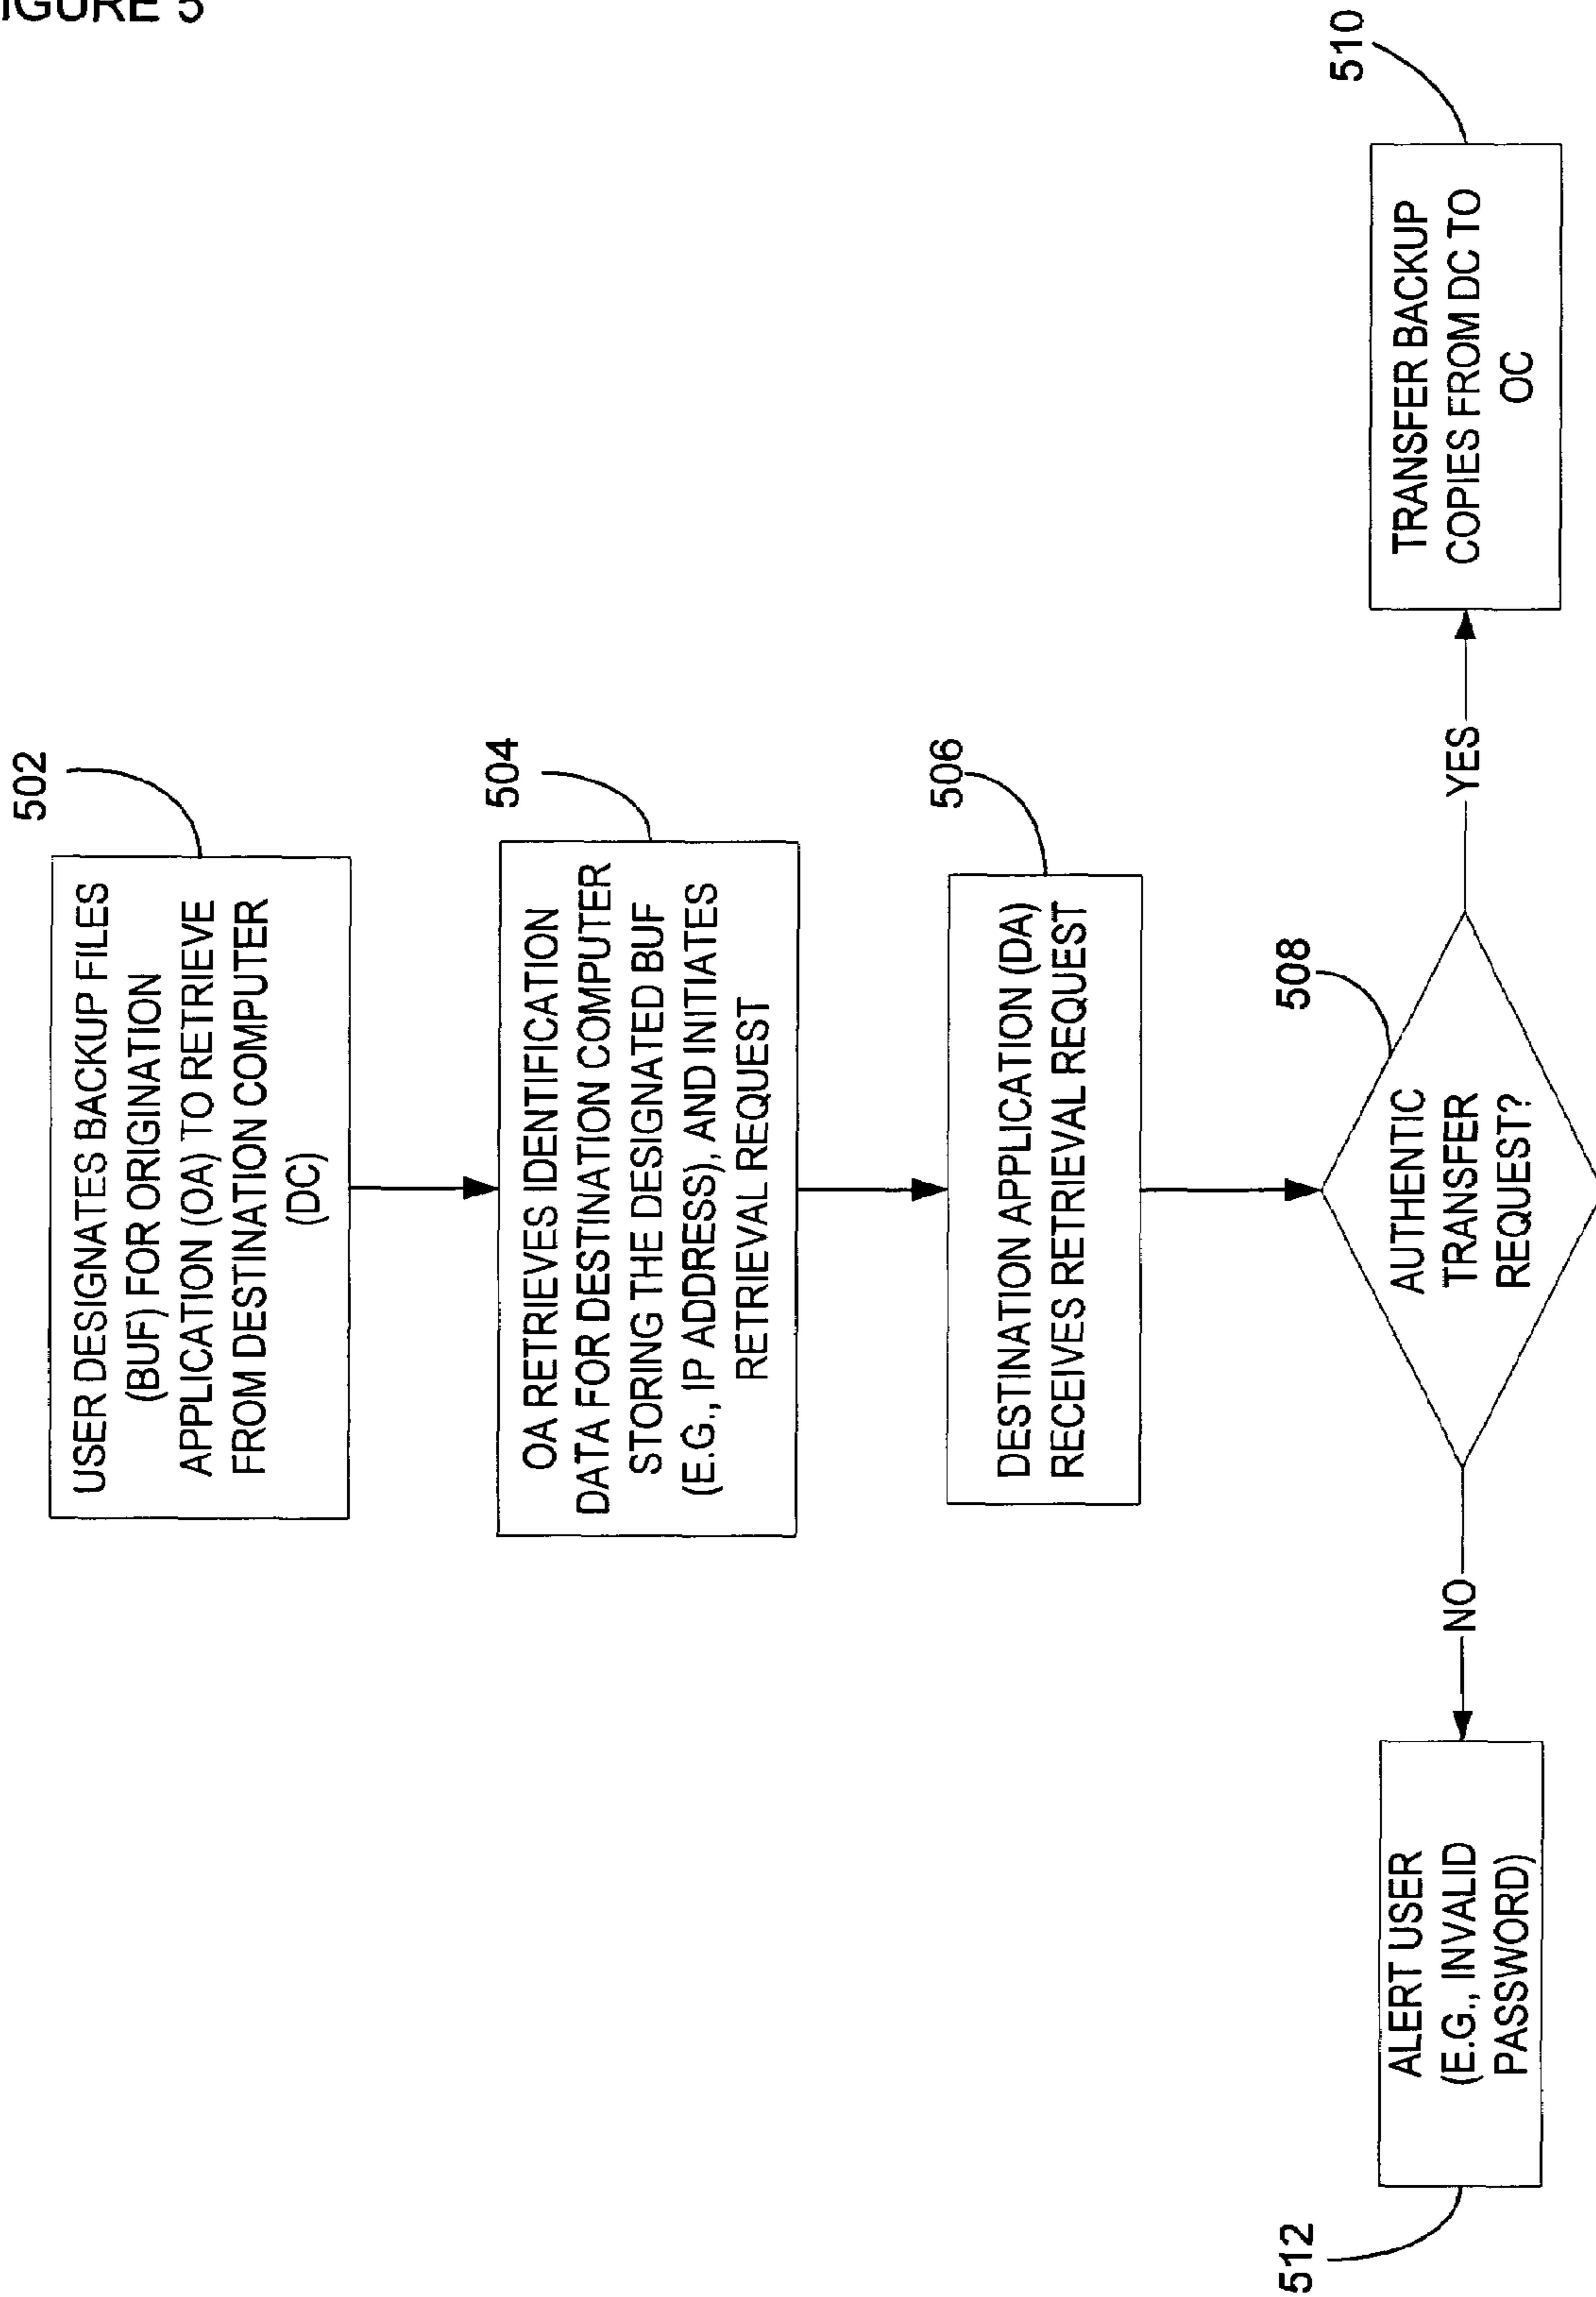 IGURE 5
502
USER DESIGNATES BACKUP FILES
(BUF) FOR ORIGINATION
APPLICATION (OA) TO RETRIEVE
FROM DESTINATION COMPUTER
(DC)
504
OA RETRIEVES IDENTIFICATION
DATA FOR DESTINATION COMPUTER
STORING THE DESIGNATED BUF
(E.G., IP ADDRESS), AND INITIATES
RETRIEVAL REQUEST
506
DESTINATION APPLICATION (DA)
RECEIVES RETRIEVAL REQUEST
508
AUTHENTIC
TRANSFER
REQUEST?
NO
YES
512
ALERT USER
(E.G., INVALID
PASSWORD)
510
TRANSFER BACKUP
COPIES FROM DC TO
OC